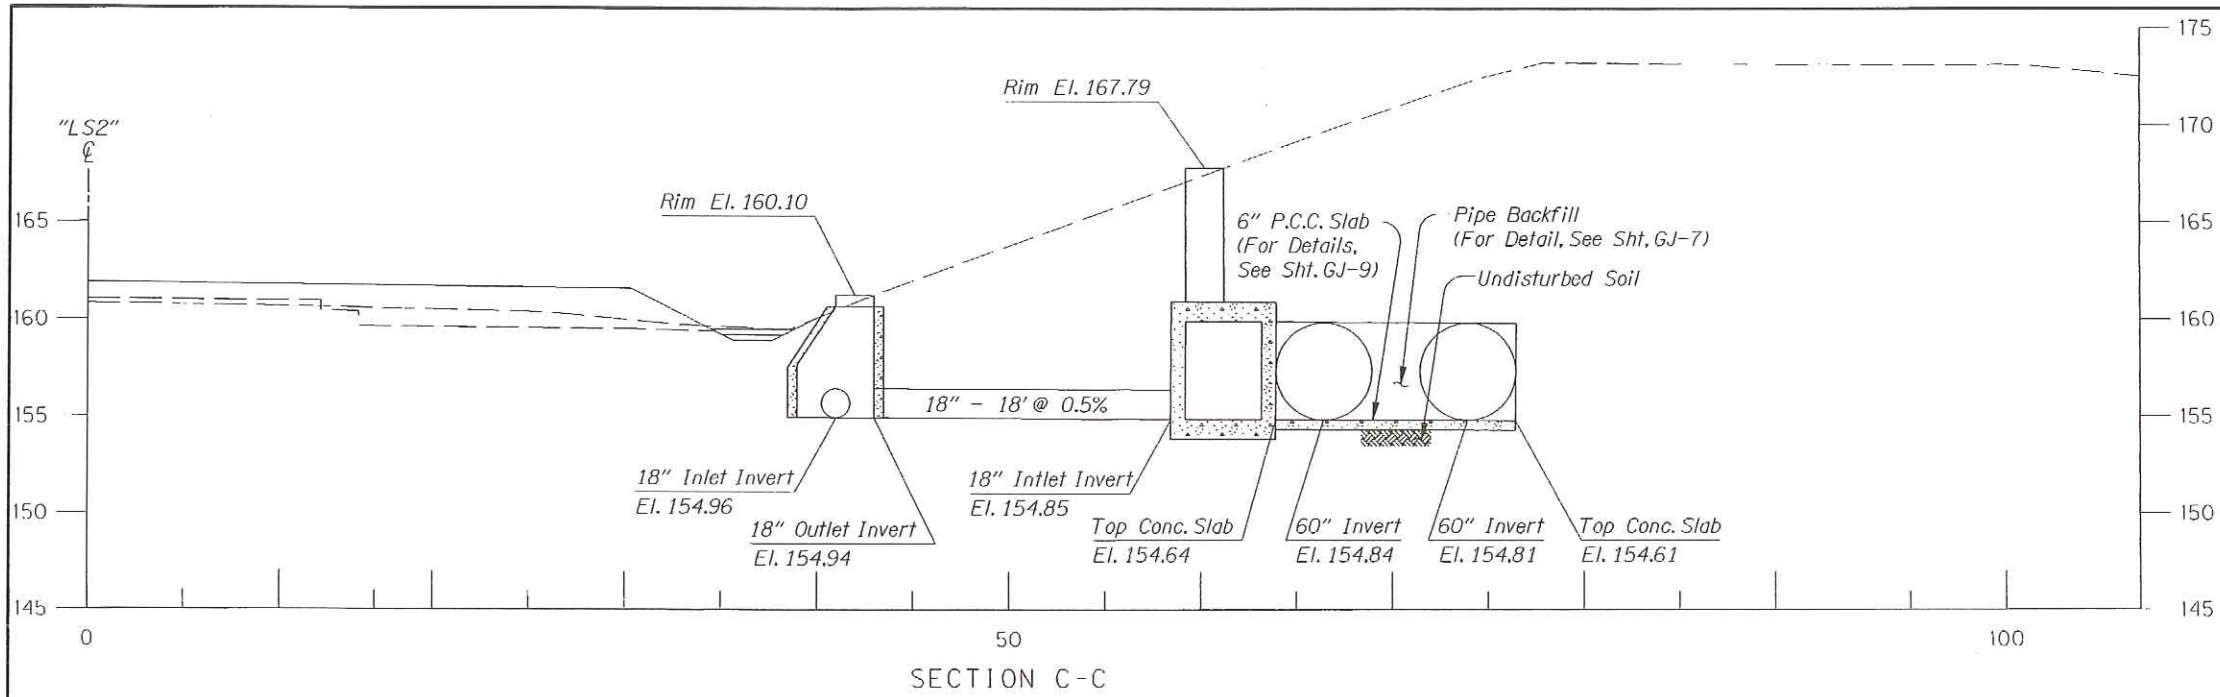 175
Rim El. 167.79
"LS2"
℄
170
Rim El. 160.10
165
6" P.C.C. Slab
(For Details,
See Sht. GJ-9)
Pipe Backfill
(For Detail, See Sht, GJ-7)
165
Undisturbed Soil
160
160
155
18" - 18' @ 0.5%
155
18" Inlet Invert
El. 154.96
18" Intlet Invert
El. 154.85
150
150
18" Outlet Invert
El. 154.94
Top Conc. Slab
El. 154.64
60" Invert
El. 154.84
60" Invert
El. 154.81
Top Conc. Slab
El. 154.61
145
145
0
50
100
SECTION C-C